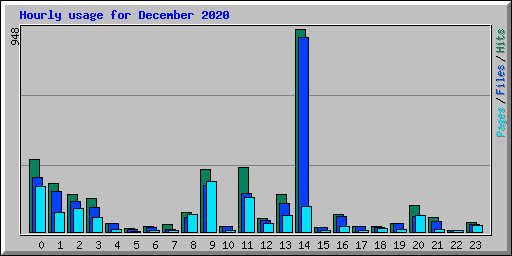 Hourly usage for December 2020
948
Pages / Files / Hits
0 1 2 3 4 5 6 7 8 9 10 11 12 13 14 15 16 17 18 19 20 21 22 23